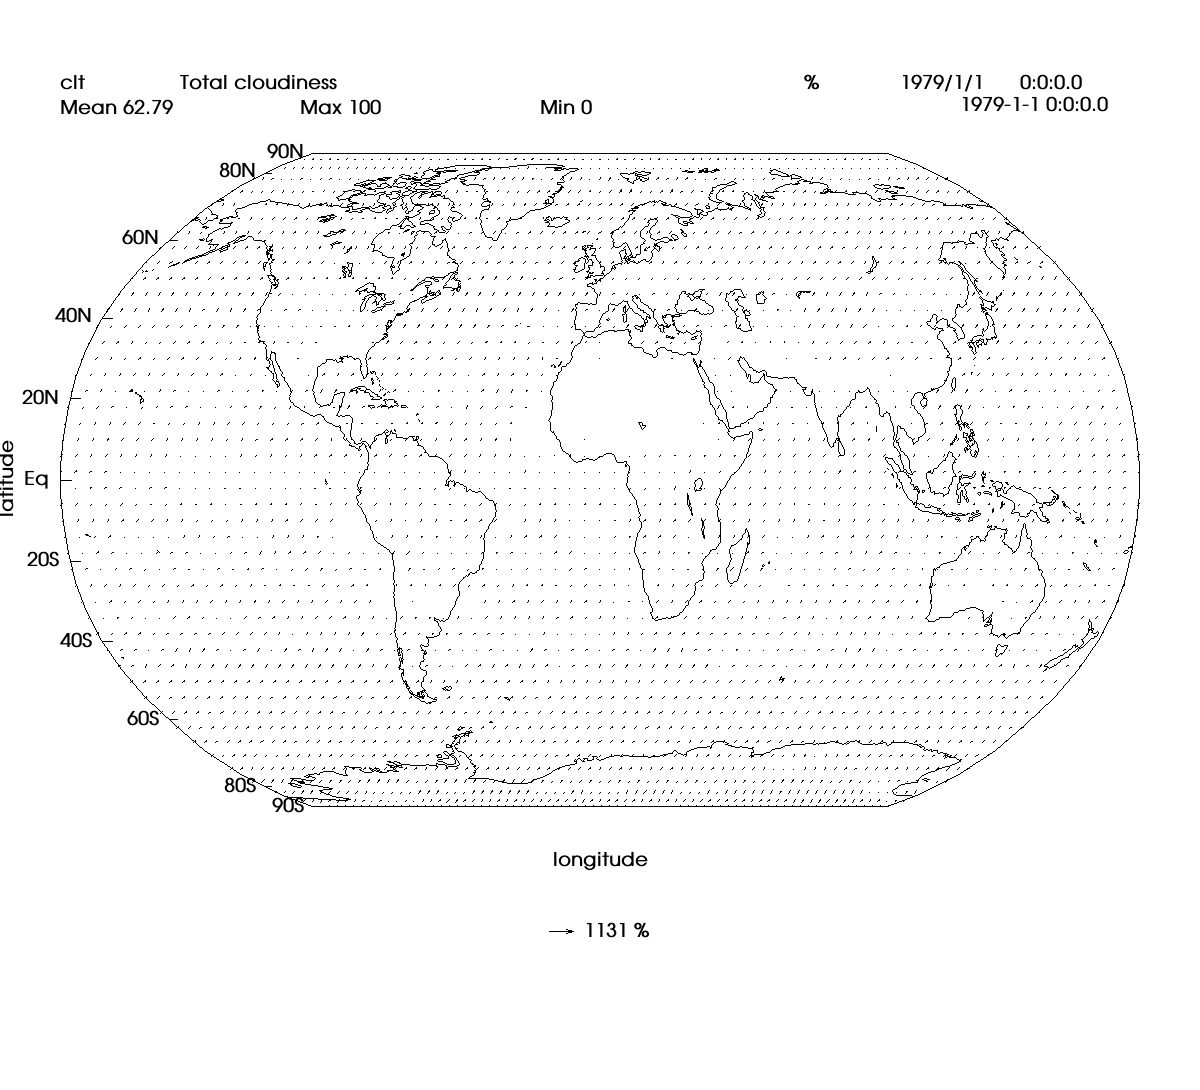 clt Total cloudiness % 1979/1/1 0:0:0.0
Mean 62.79 Max 100 Min 0 1979-1-1 0:0:0.0
90N
80N
60N
40N
20N
Eq
latitude
20S
40S
60S
80S
90S
longitude
1131 %